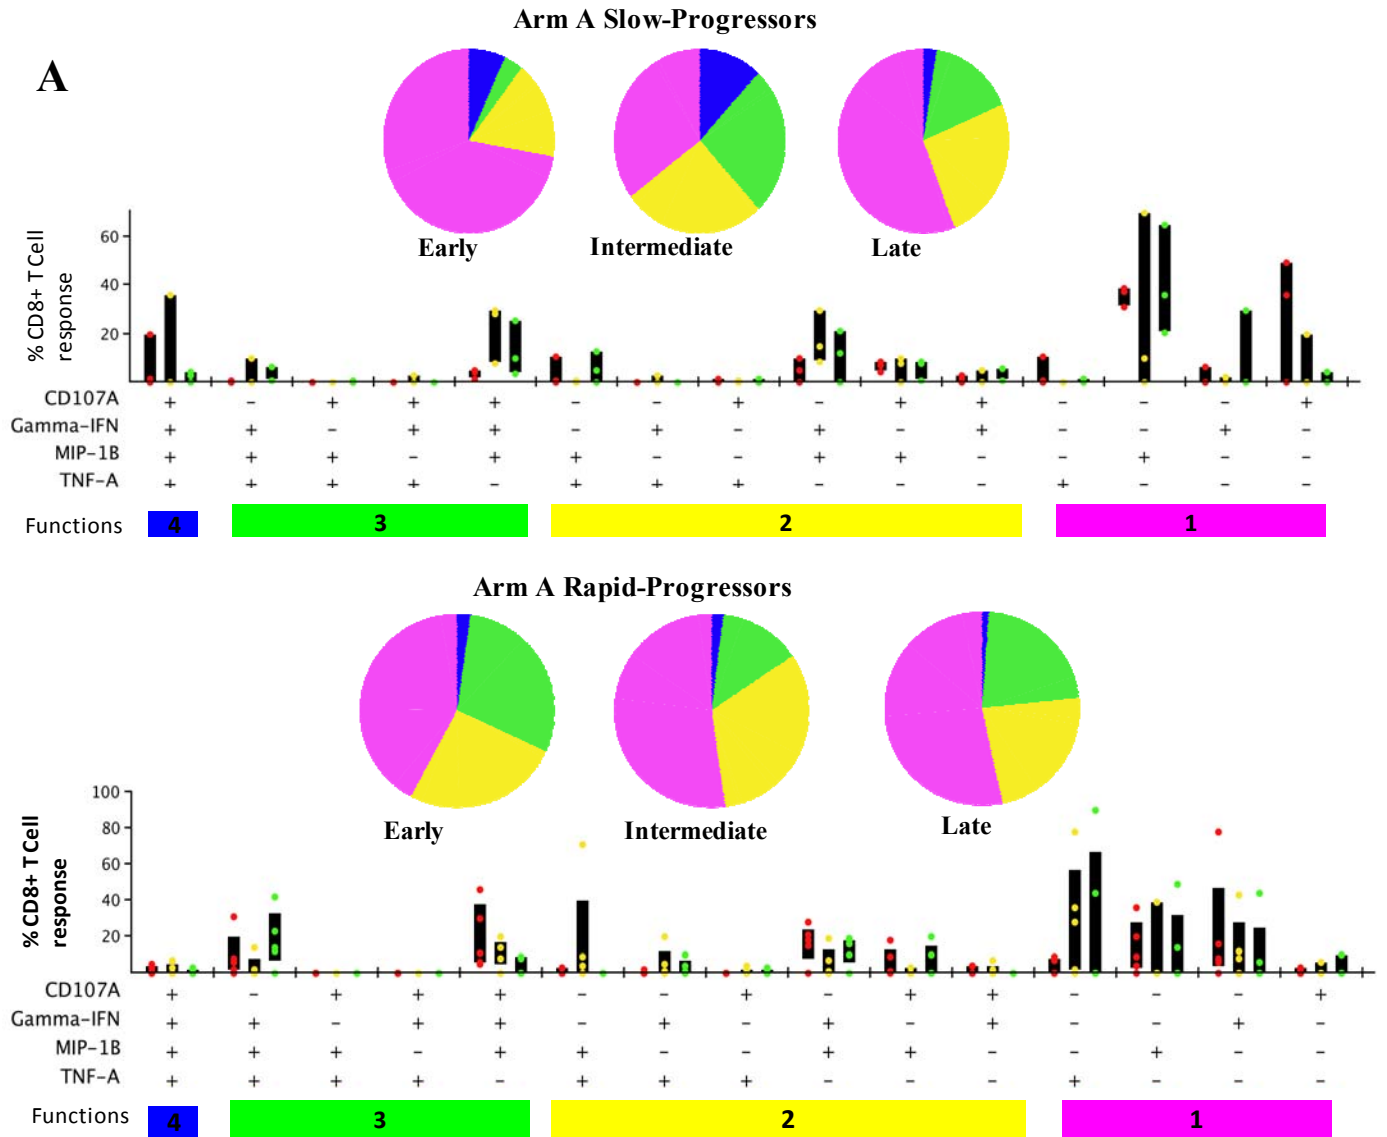 Arm A Slow-Progressors
A
Early
Intermediate
Late
% CD8+ T Cell
response
60
40
20
CD107A + - + + + - - + - + + - - - +
Gamma-IFN + + - + + - + - + - + - - + -
MIP-1B + + + - + + - - + + - - + - -
TNF-A + + + + - + + + - - - + - - -
Functions 4 3 2 1
Arm A Rapid-Progressors
Early
Intermediate
Late
% CD8+ T Cell
response
100
80
60
40
20
CD107A + - + + + - - + - + + - - - +
Gamma-IFN + + - + + - + - + - + - - + -
MIP-1B + + + - + + - - + + - - + - -
TNF-A + + + + - + + + - - - + - - -
Functions 4 3 2 1